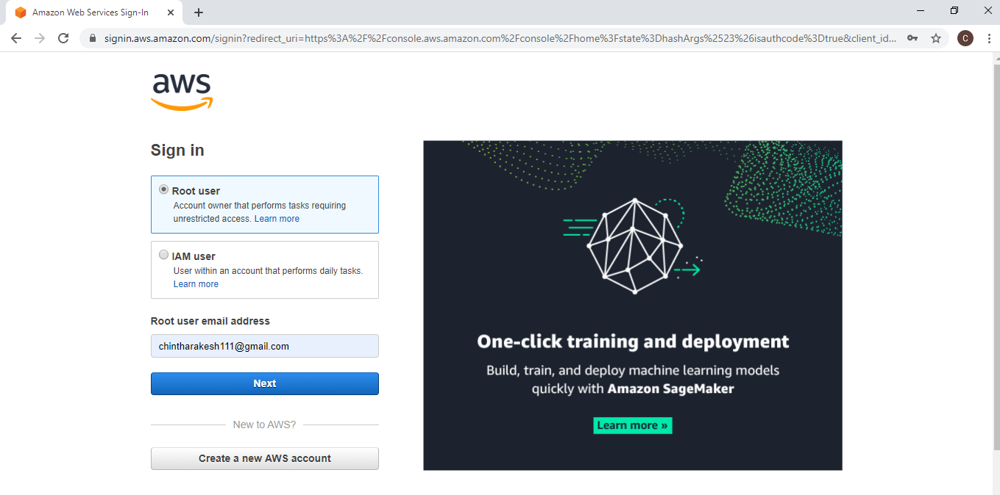 Amazon Web Services Sign-In
signin.aws.amazon.com/signin?redirect_uri=https%3A%2F%2Fconsole.aws.amazon.com%2Fconsole%2Fhome%3Fstate%3DhashArgs%2523%26isauthcode%3Dtrue&client_id...
C
aws
Sign in
Root user
Account owner that performs tasks requiring
unrestricted access. Learn more
IAM user
User within an account that performs daily tasks.
Learn more
Root user email address
chintharakesh111@gmail.com
Next
New to AWS?
Create a new AWS account
One-click training and deployment
Build, train, and deploy machine learning models
quickly with Amazon SageMaker
Learn more »